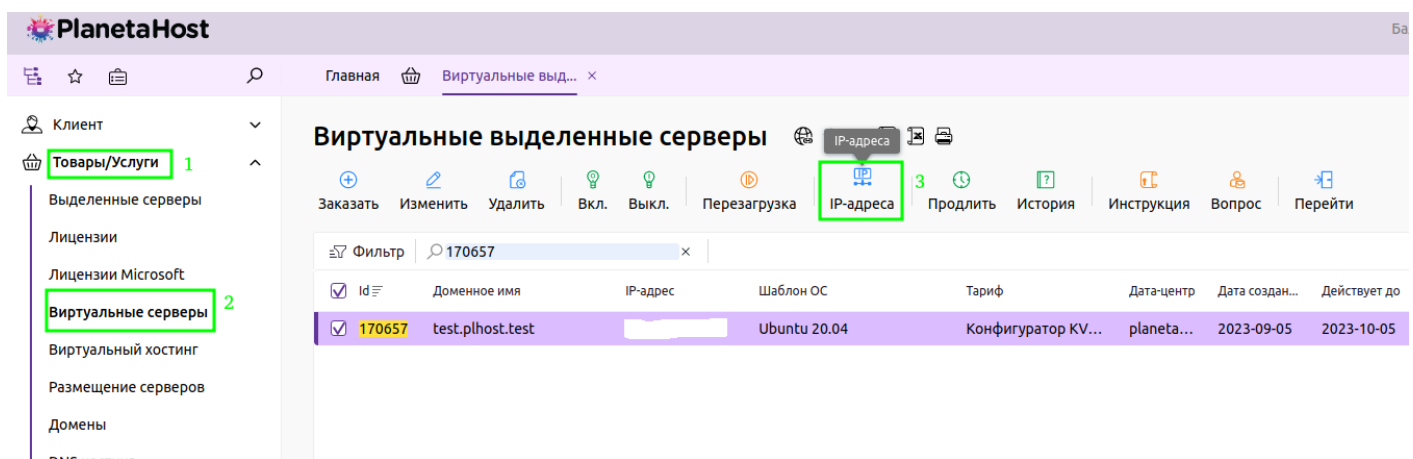 PlanetaHost
Ба
Главная Виртуальные выд... ×
Клиент
Товары/Услуги 1
Выделенные серверы
Лицензии
Лицензии Microsoft
Виртуальные серверы 2
Виртуальный хостинг
Размещение серверов
Домены
Виртуальные выделенные серверы
IP-адреса
IP
3
Заказать Изменить Удалить Вкл. Выкл. Перезагрузка IP-адреса Продлить История Инструкция Вопрос Перейти
Фильтр 170657 ×
Id Доменное имя IP-адрес Шаблон ОС Тариф Дата-центр Дата создан... Действует до
170657 test.plhost.test Ubuntu 20.04 Конфигуратор KV... planeta... 2023-09-05 2023-10-05